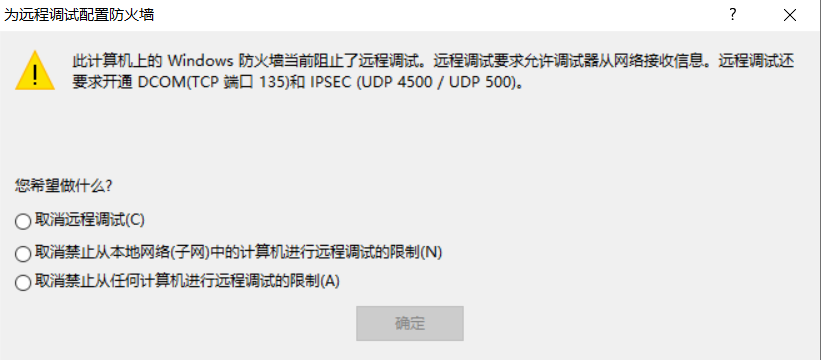 为远程调试配置防火墙
此计算机上的 Windows 防火墙当前阻止了远程调试。远程调试要求允许调试器从网络接收信息。远程调试还
要求开通 DCOM(TCP 端口 135)和 IPSEC (UDP 4500 / UDP 500)。
您希望做什么?
取消远程调试(C)
取消禁止从本地网络(子网)中的计算机进行远程调试的限制(N)
取消禁止从任何计算机进行远程调试的限制(A)
确定